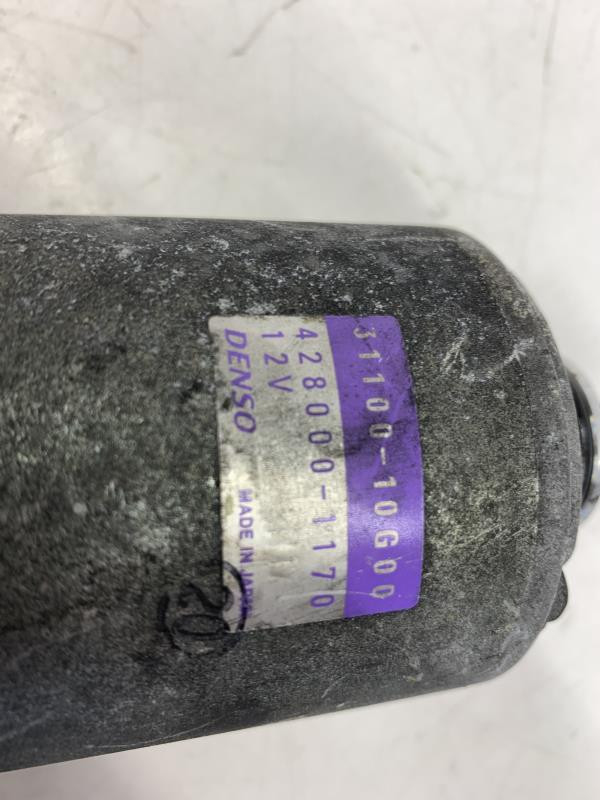 31100-10G00
428000-1170
12V
DENSO MADE IN JAPAN
20